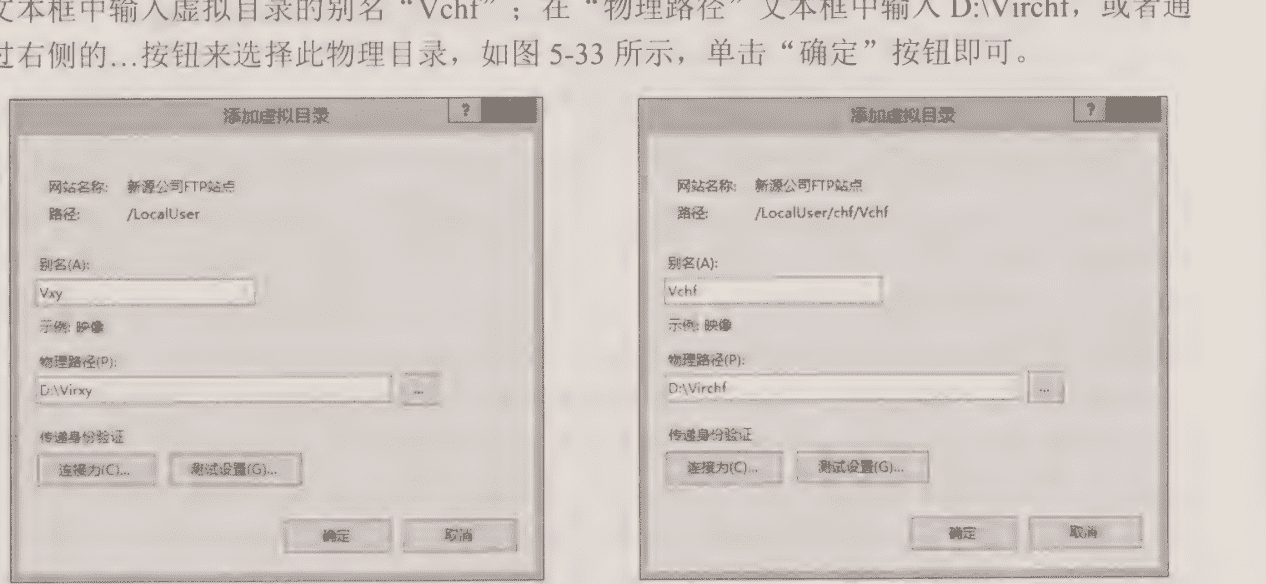 文本框中输入虚拟目录的别名“Vchf”；在“物理路径”文本框中输入 D:\Virchf，或者通
过右侧的...按钮来选择此物理目录，如图 5-33 所示，单击“确定”按钮即可。
添加虚拟目录
?
网站名称: 新源公司FTP站点
路径: /LocalUser
别名(A):
Vxy
示例: 映像
物理路径(P):
D:\Virxy
...
传递身份验证
连接为(C)...
测试设置(G)...
确定
取消
添加虚拟目录
?
网站名称: 新源公司FTP站点
路径: /LocalUser/chf/Vchf
别名(A):
Vchf
示例: 映像
物理路径(P):
D:\Virchf
...
传递身份验证
连接为(C)...
测试设置(G)...
确定
取消